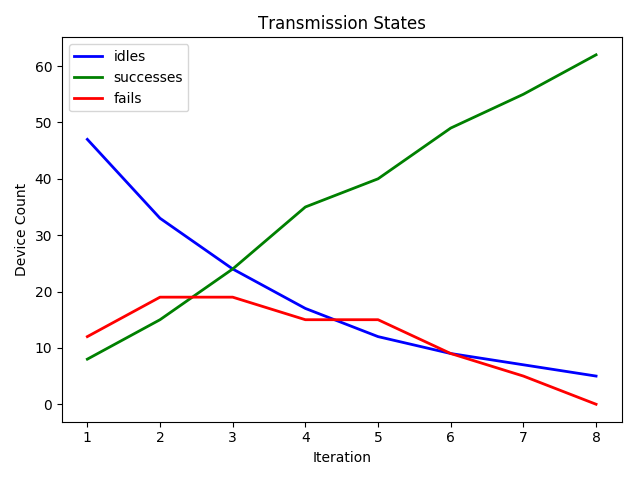 Transmission States
idles
successes
fails
Device Count
60
50
40
30
20
10
0
1 2 3 4 5 6 7 8
Iteration